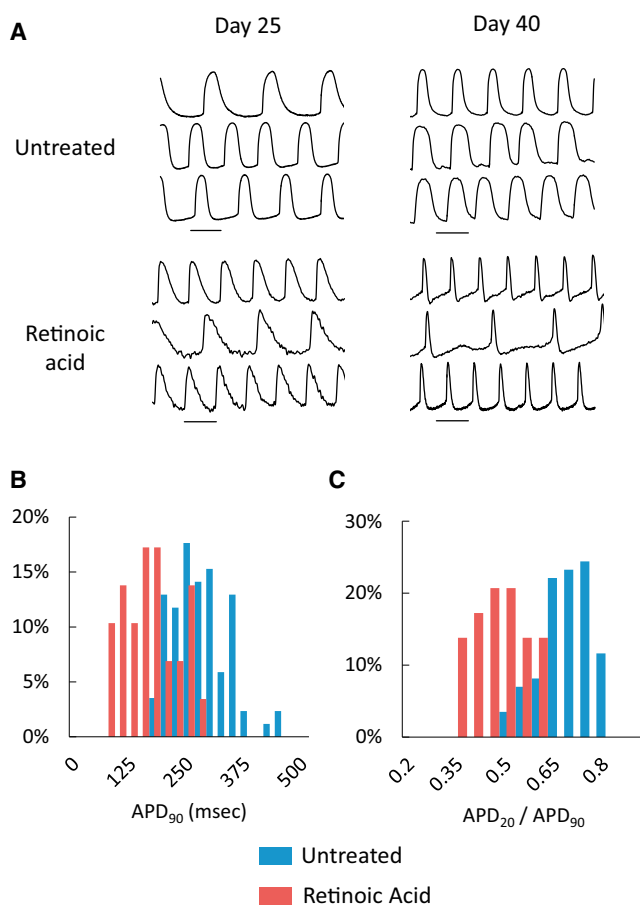 A
Day 25
Day 40
Untreated
Retinoic
acid
B
20%
15%
10%
5%
0%
0
125
250
375
500
APD90 (msec)
C
30%
20%
10%
0%
0.2
0.35
0.5
0.65
0.8
APD20 / APD90
Untreated
Retinoic Acid